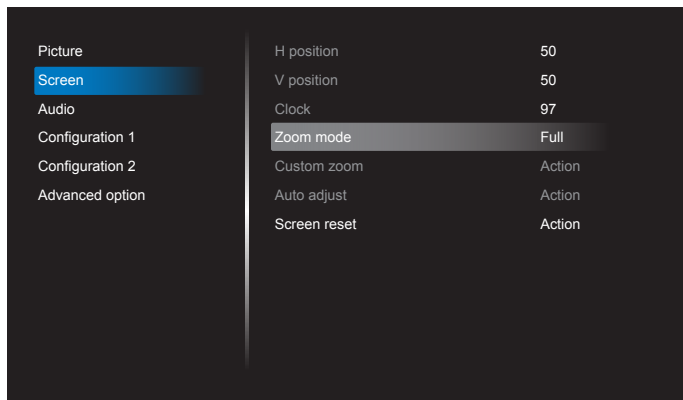 Picture
Screen
Audio
Configuration 1
Configuration 2
Advanced option
H position 50
V position 50
Clock 97
Zoom mode Full
Custom zoom Action
Auto adjust Action
Screen reset Action